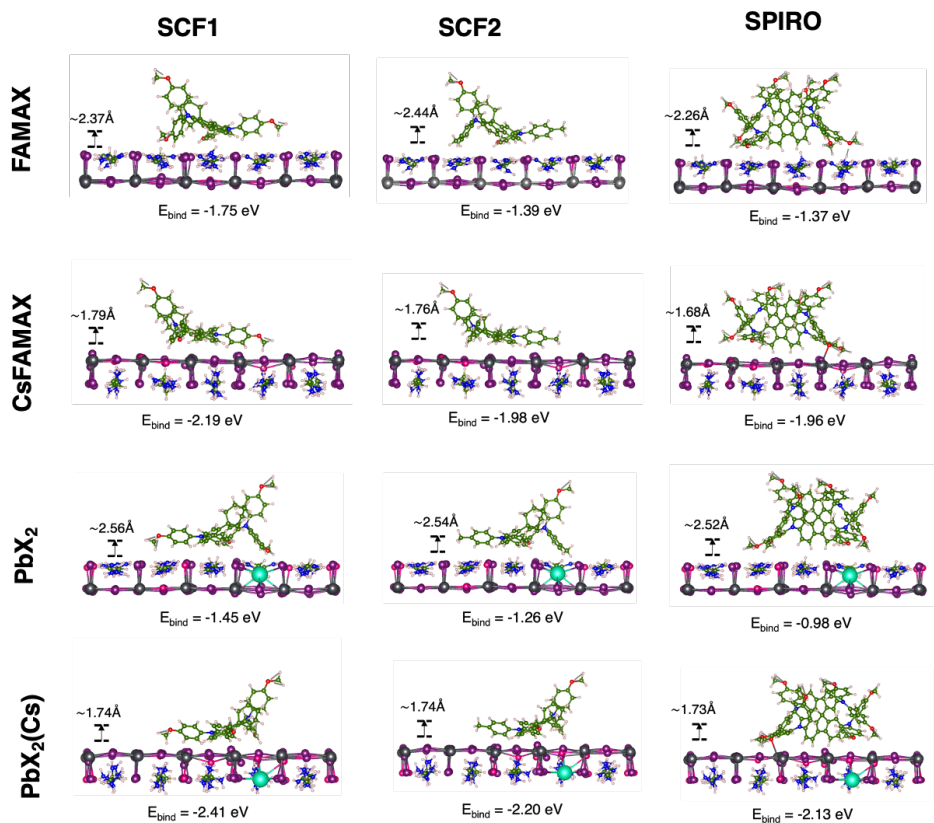 SCF1 SCF2 SPIRO
FAMAX
~2.37Å ~2.44Å ~2.26Å
E_bind = -1.75 eV E_bind = -1.39 eV E_bind = -1.37 eV
CsFAMAX
~1.79Å ~1.76Å ~1.68Å
E_bind = -2.19 eV E_bind = -1.98 eV E_bind = -1.96 eV
PbX₂
~2.56Å ~2.54Å ~2.52Å
E_bind = -1.45 eV E_bind = -1.26 eV E_bind = -0.98 eV
PbX₂(Cs)
~1.74Å ~1.74Å ~1.73Å
E_bind = -2.41 eV E_bind = -2.20 eV E_bind = -2.13 eV